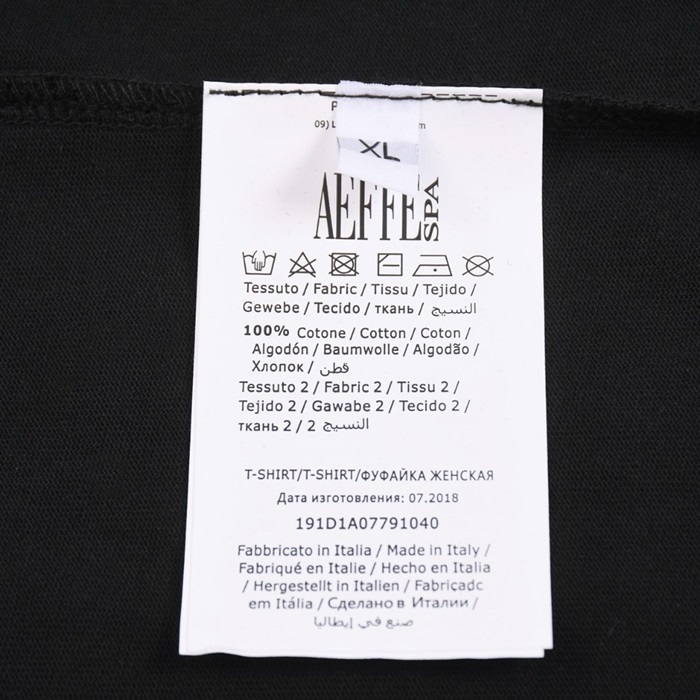 XL
AEFFE SPA
Tessuto / Fabric / Tissu / Tejido /
Gewebe / Tecido / ткань / النسيج
100% Cotone / Cotton / Coton /
Algodón / Baumwolle / Algodão /
Хлопок / قطن
Tessuto 2 / Fabric 2 / Tissu 2 /
Tejido 2 / Gawabe 2 / Tecido 2 /
ткань 2 / 2 النسيج
T-SHIRT/T-SHIRT/ФУФАЙКА ЖЕНСКАЯ
Дата изготовления: 07.2018
191D1A07791040
Fabbricato in Italia / Made in Italy /
Fabriqué en Italie / Hecho en Italia
/ Hergestellt in Italien / Fabricadc
em Itália / Сделано в Италии /
صنع في إيطاليا